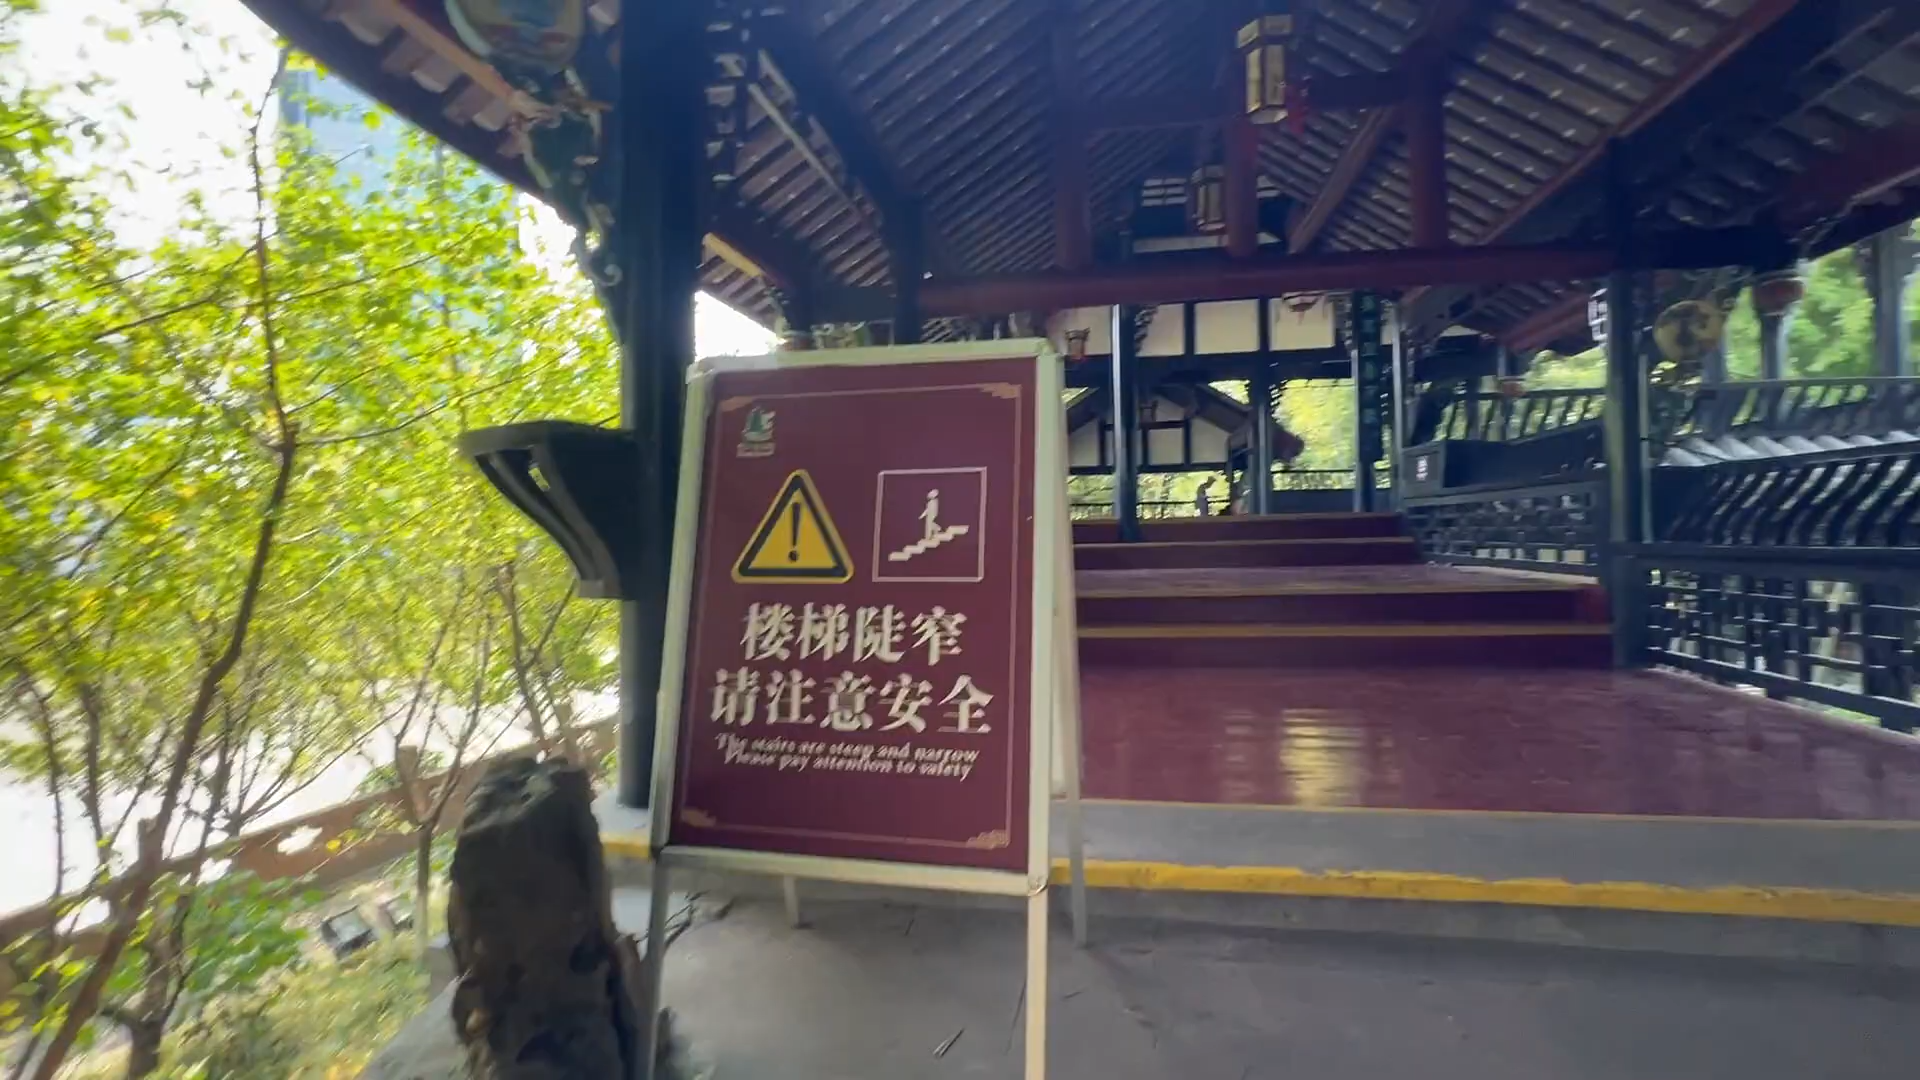 楼梯陡窄
请注意安全
The stairs are steep and narrow
Please pay attention to safety